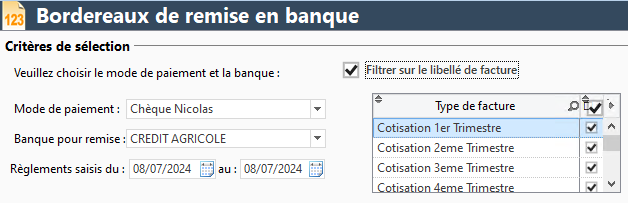 123 Bordereaux de remise en banque
Critères de sélection
Veuillez choisir le mode de paiement et la banque :
Filtrer sur le libellé de facture
Mode de paiement : Chèque Nicolas
Banque pour remise : CREDIT AGRICOLE
Règlements saisis du : 08/07/2024 au : 08/07/2024
Type de facture
Cotisation 1er Trimestre
Cotisation 2eme Trimestre
Cotisation 3eme Trimestre
Cotisation 4eme Trimestre